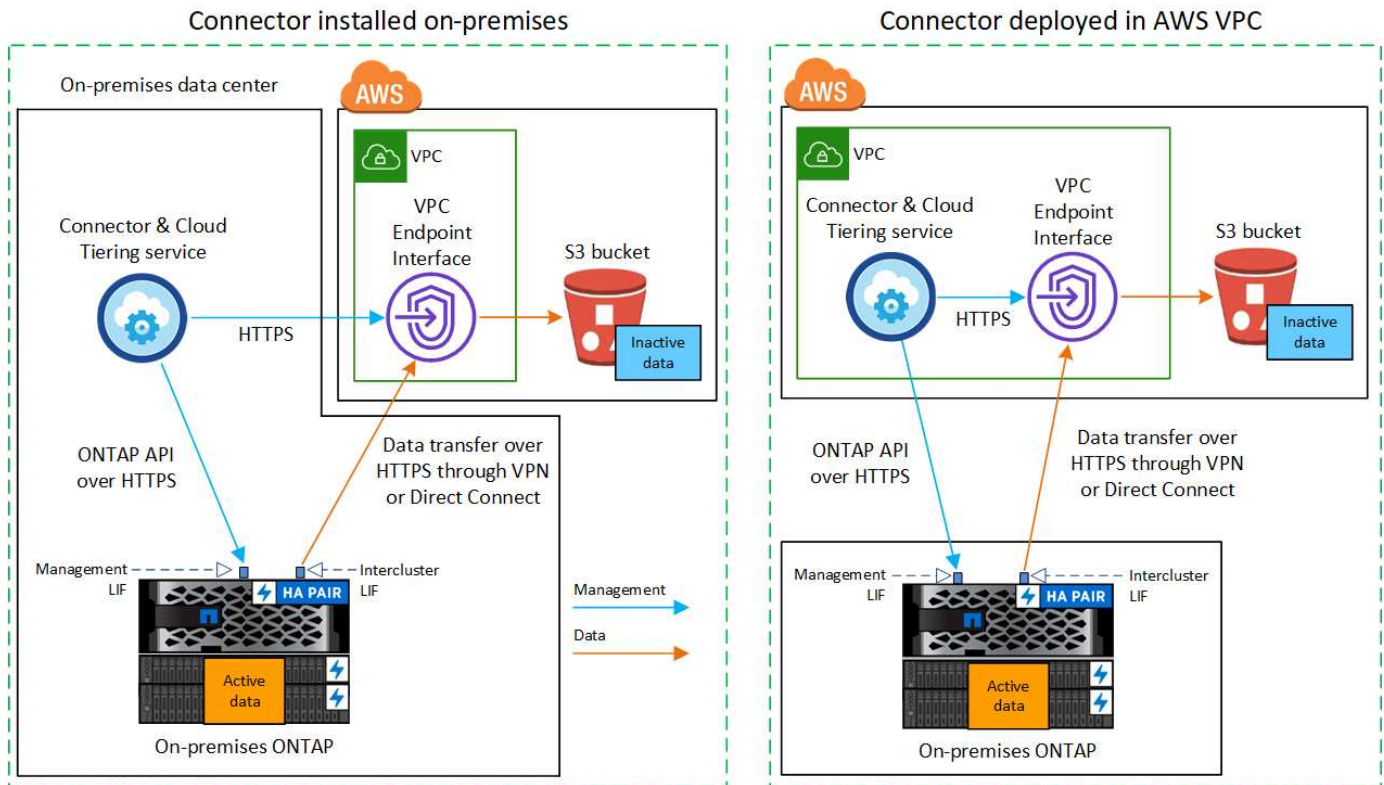 Connector installed on-premises
On-premises data center
AWS
VPC
Connector & Cloud
Tiering service
VPC
Endpoint
Interface
S3 bucket
HTTPS
Inactive
data
ONTAP API
over HTTPS
Data transfer over
HTTPS through VPN
or Direct Connect
Management
LIF
Intercluster
LIF
HA PAIR
Management
Data
Active
data
On-premises ONTAP
Connector deployed in AWS VPC
AWS
VPC
Connector & Cloud
Tiering service
VPC
Endpoint
Interface
S3 bucket
HTTPS
Inactive
data
ONTAP API
over HTTPS
Data transfer over
HTTPS through VPN
or Direct Connect
Management
LIF
Intercluster
LIF
HA PAIR
Active
data
On-premises ONTAP